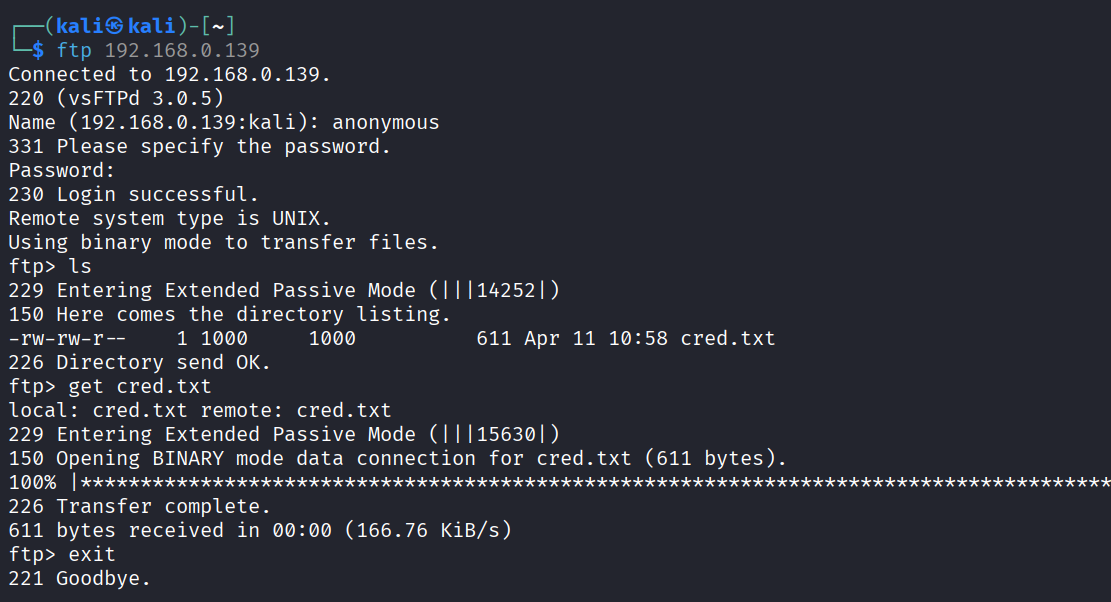 ┌──(kali㉿kali)-[~]
└─$ ftp 192.168.0.139
Connected to 192.168.0.139.
220 (vsFTPd 3.0.5)
Name (192.168.0.139:kali): anonymous
331 Please specify the password.
Password:
230 Login successful.
Remote system type is UNIX.
Using binary mode to transfer files.
ftp> ls
229 Entering Extended Passive Mode (|||14252|)
150 Here comes the directory listing.
-rw-rw-r--    1 1000     1000          611 Apr 11 10:58 cred.txt
226 Directory send OK.
ftp> get cred.txt
local: cred.txt remote: cred.txt
229 Entering Extended Passive Mode (|||15630|)
150 Opening BINARY mode data connection for cred.txt (611 bytes).
100% |**************************************************************************************
226 Transfer complete.
611 bytes received in 00:00 (166.76 KiB/s)
ftp> exit
221 Goodbye.